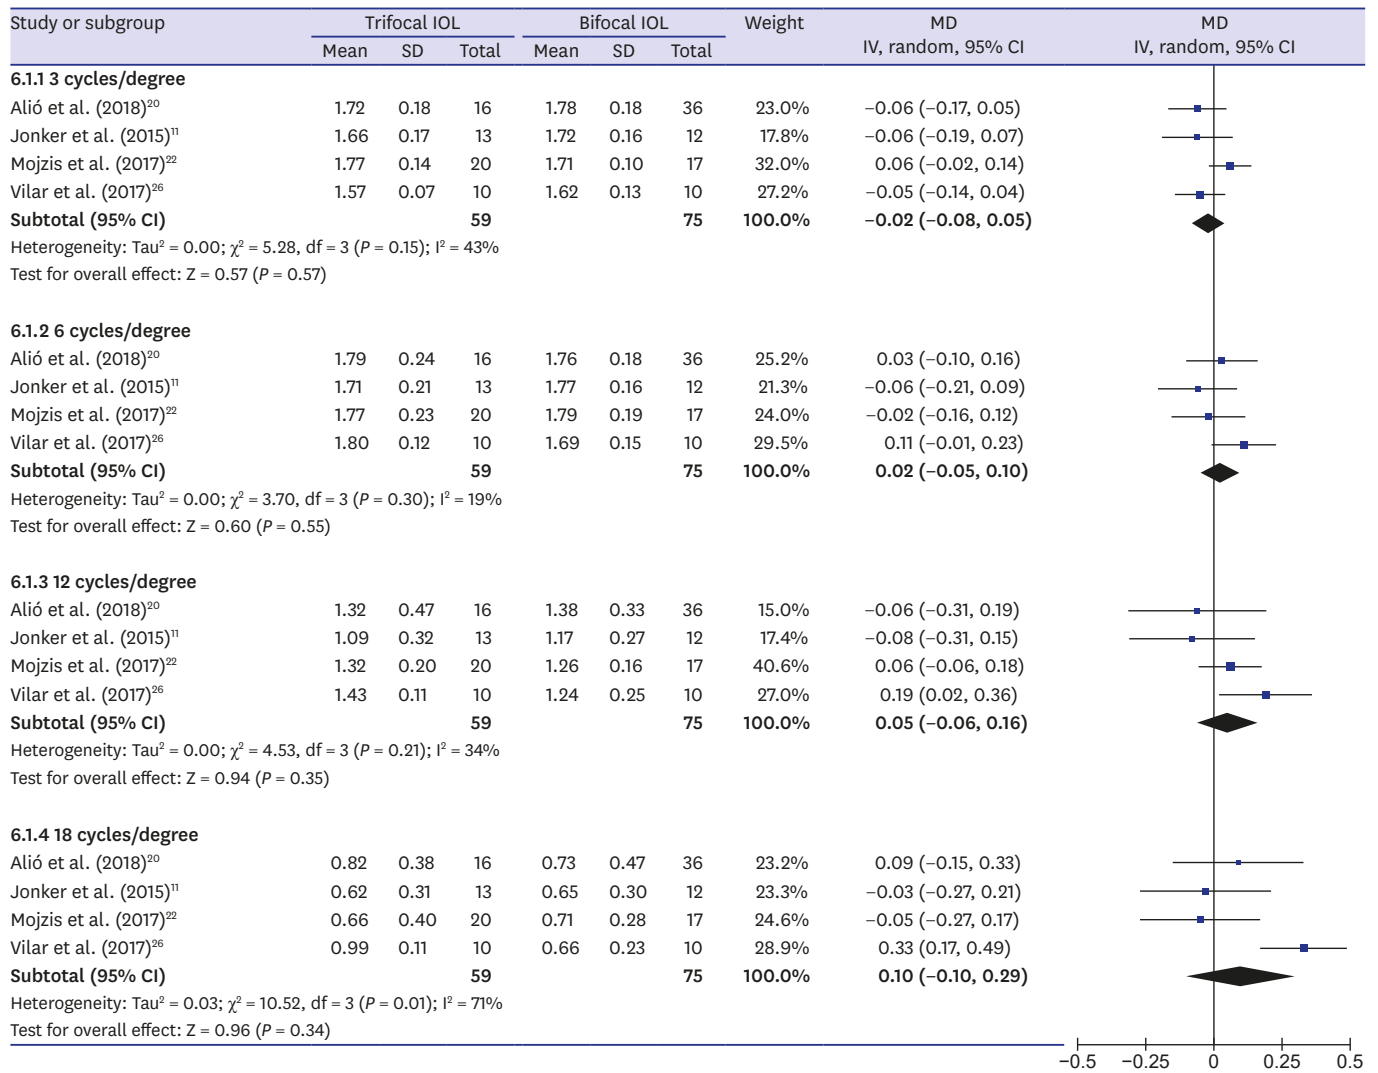 Study or subgroup Trifocal IOL Bifocal IOL Weight MD MD
Mean SD Total Mean SD Total IV, random, 95% CI IV, random, 95% CI
6.1.1 3 cycles/degree
Alió et al. (2018)20 1.72 0.18 16 1.78 0.18 36 23.0% −0.06 (−0.17, 0.05)
Jonker et al. (2015)11 1.66 0.17 13 1.72 0.16 12 17.8% −0.06 (−0.19, 0.07)
Mojzis et al. (2017)22 1.77 0.14 20 1.71 0.10 17 32.0% 0.06 (−0.02, 0.14)
Vilar et al. (2017)26 1.57 0.07 10 1.62 0.13 10 27.2% −0.05 (−0.14, 0.04)
Subtotal (95% CI) 59 75 100.0% −0.02 (−0.08, 0.05)
Heterogeneity: Tau² = 0.00; χ² = 5.28, df = 3 (P = 0.15); I² = 43%
Test for overall effect: Z = 0.57 (P = 0.57)
6.1.2 6 cycles/degree
Alió et al. (2018)20 1.79 0.24 16 1.76 0.18 36 25.2% 0.03 (−0.10, 0.16)
Jonker et al. (2015)11 1.71 0.21 13 1.77 0.16 12 21.3% −0.06 (−0.21, 0.09)
Mojzis et al. (2017)22 1.77 0.23 20 1.79 0.19 17 24.0% −0.02 (−0.16, 0.12)
Vilar et al. (2017)26 1.80 0.12 10 1.69 0.15 10 29.5% 0.11 (−0.01, 0.23)
Subtotal (95% CI) 59 75 100.0% 0.02 (−0.05, 0.10)
Heterogeneity: Tau² = 0.00; χ² = 3.70, df = 3 (P = 0.30); I² = 19%
Test for overall effect: Z = 0.60 (P = 0.55)
6.1.3 12 cycles/degree
Alió et al. (2018)20 1.32 0.47 16 1.38 0.33 36 15.0% −0.06 (−0.31, 0.19)
Jonker et al. (2015)11 1.09 0.32 13 1.17 0.27 12 17.4% −0.08 (−0.31, 0.15)
Mojzis et al. (2017)22 1.32 0.20 20 1.26 0.16 17 40.6% 0.06 (−0.06, 0.18)
Vilar et al. (2017)26 1.43 0.11 10 1.24 0.25 10 27.0% 0.19 (0.02, 0.36)
Subtotal (95% CI) 59 75 100.0% 0.05 (−0.06, 0.16)
Heterogeneity: Tau² = 0.00; χ² = 4.53, df = 3 (P = 0.21); I² = 34%
Test for overall effect: Z = 0.94 (P = 0.35)
6.1.4 18 cycles/degree
Alió et al. (2018)20 0.82 0.38 16 0.73 0.47 36 23.2% 0.09 (−0.15, 0.33)
Jonker et al. (2015)11 0.62 0.31 13 0.65 0.30 12 23.3% −0.03 (−0.27, 0.21)
Mojzis et al. (2017)22 0.66 0.40 20 0.71 0.28 17 24.6% −0.05 (−0.27, 0.17)
Vilar et al. (2017)26 0.99 0.11 10 0.66 0.23 10 28.9% 0.33 (0.17, 0.49)
Subtotal (95% CI) 59 75 100.0% 0.10 (−0.10, 0.29)
Heterogeneity: Tau² = 0.03; χ² = 10.52, df = 3 (P = 0.01); I² = 71%
Test for overall effect: Z = 0.96 (P = 0.34)
−0.5 −0.25 0 0.25 0.5